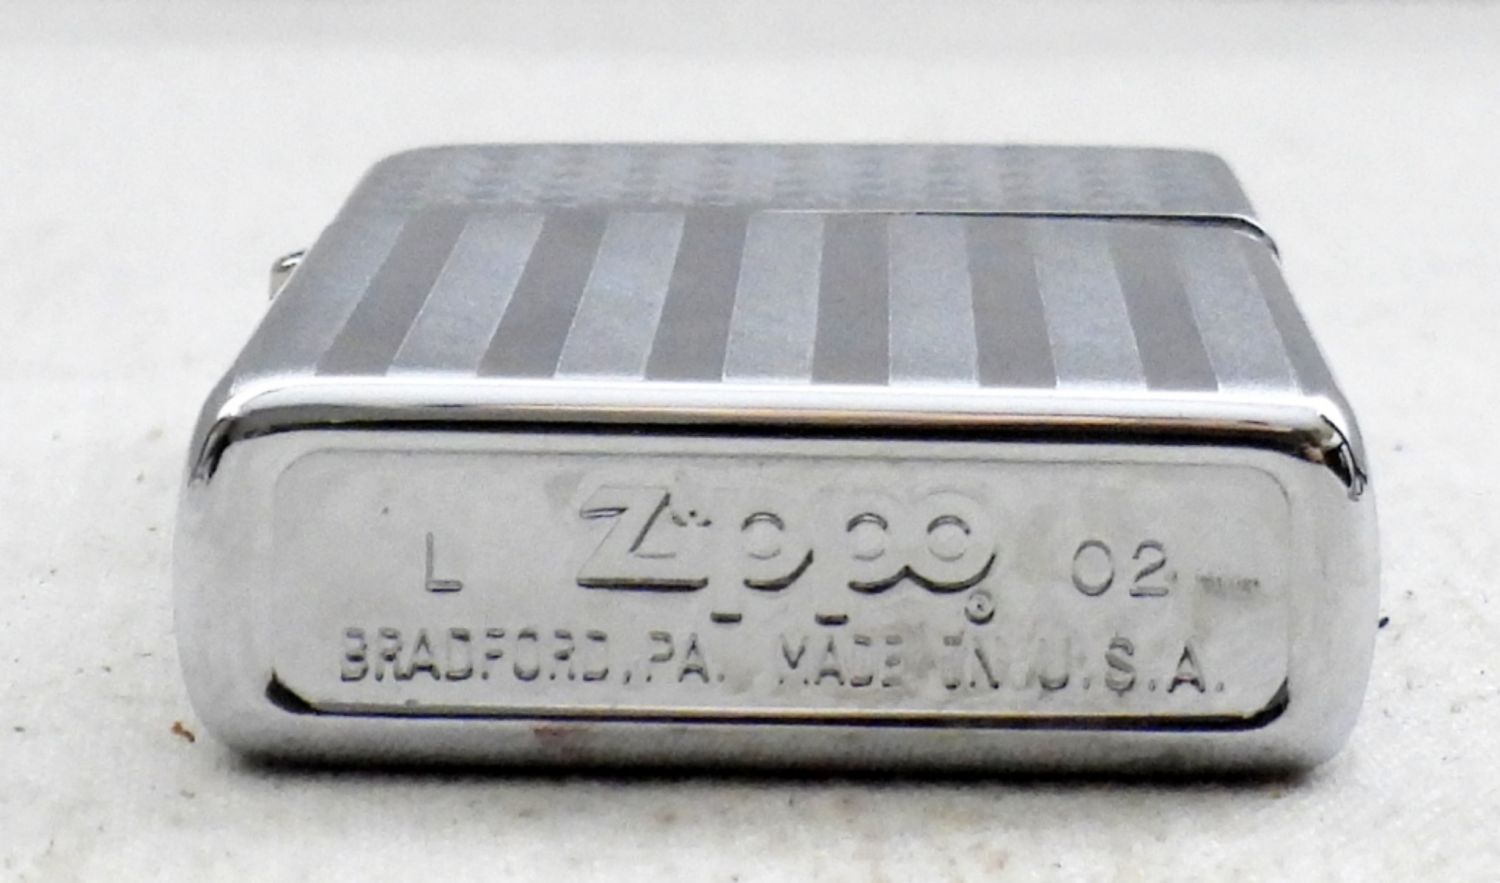 L Zippo® 02
BRADFORD, PA. MADE IN U.S.A.